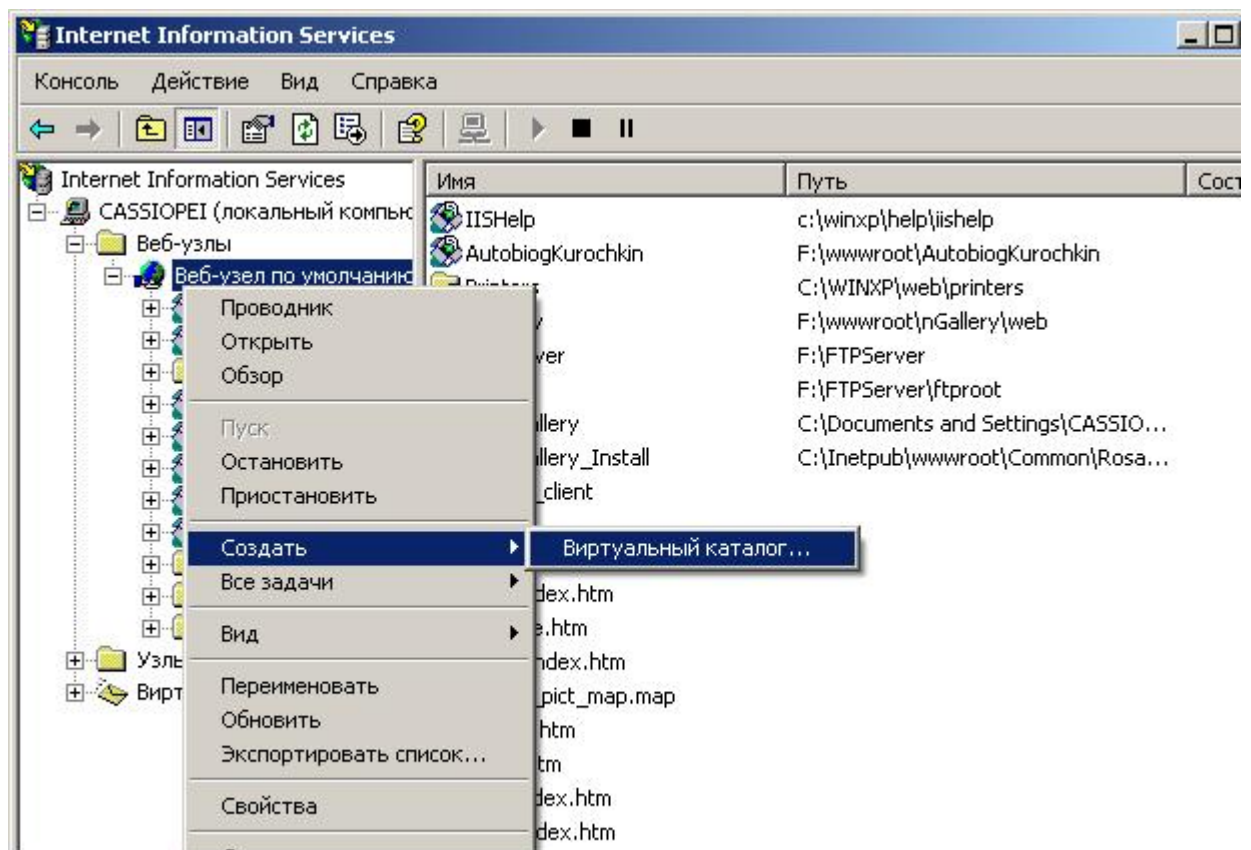 Internet Information Services
Консоль Действие Вид Справка
Имя Путь Сост
Internet Information Services
CASSIOPEI (локальный компью
IISHelp c:\winxp\help\iishelp
Веб-узлы
AutobiogKurochkin F:\wwwroot\AutobiogKurochkin
Веб-узел по умолчанию
Printers C:\WINXP\web\printers
Проводник
y F:\wwwroot\nGallery\web
Открыть
ver F:\FTPServer
Обзор
F:\FTPServer\ftproot
Пуск
llery C:\Documents and Settings\CASSIO...
Остановить
llery_Install C:\Inetpub\wwwroot\Common\Rosa...
Приостановить
_client
Создать Виртуальный каталог...
Все задачи
dex.htm
Вид
e.htm
Узлы
ndex.htm
Переименовать
Вирт
_pict_map.map
Обновить
htm
Экспортировать список...
tm
Свойства
dex.htm
dex.htm